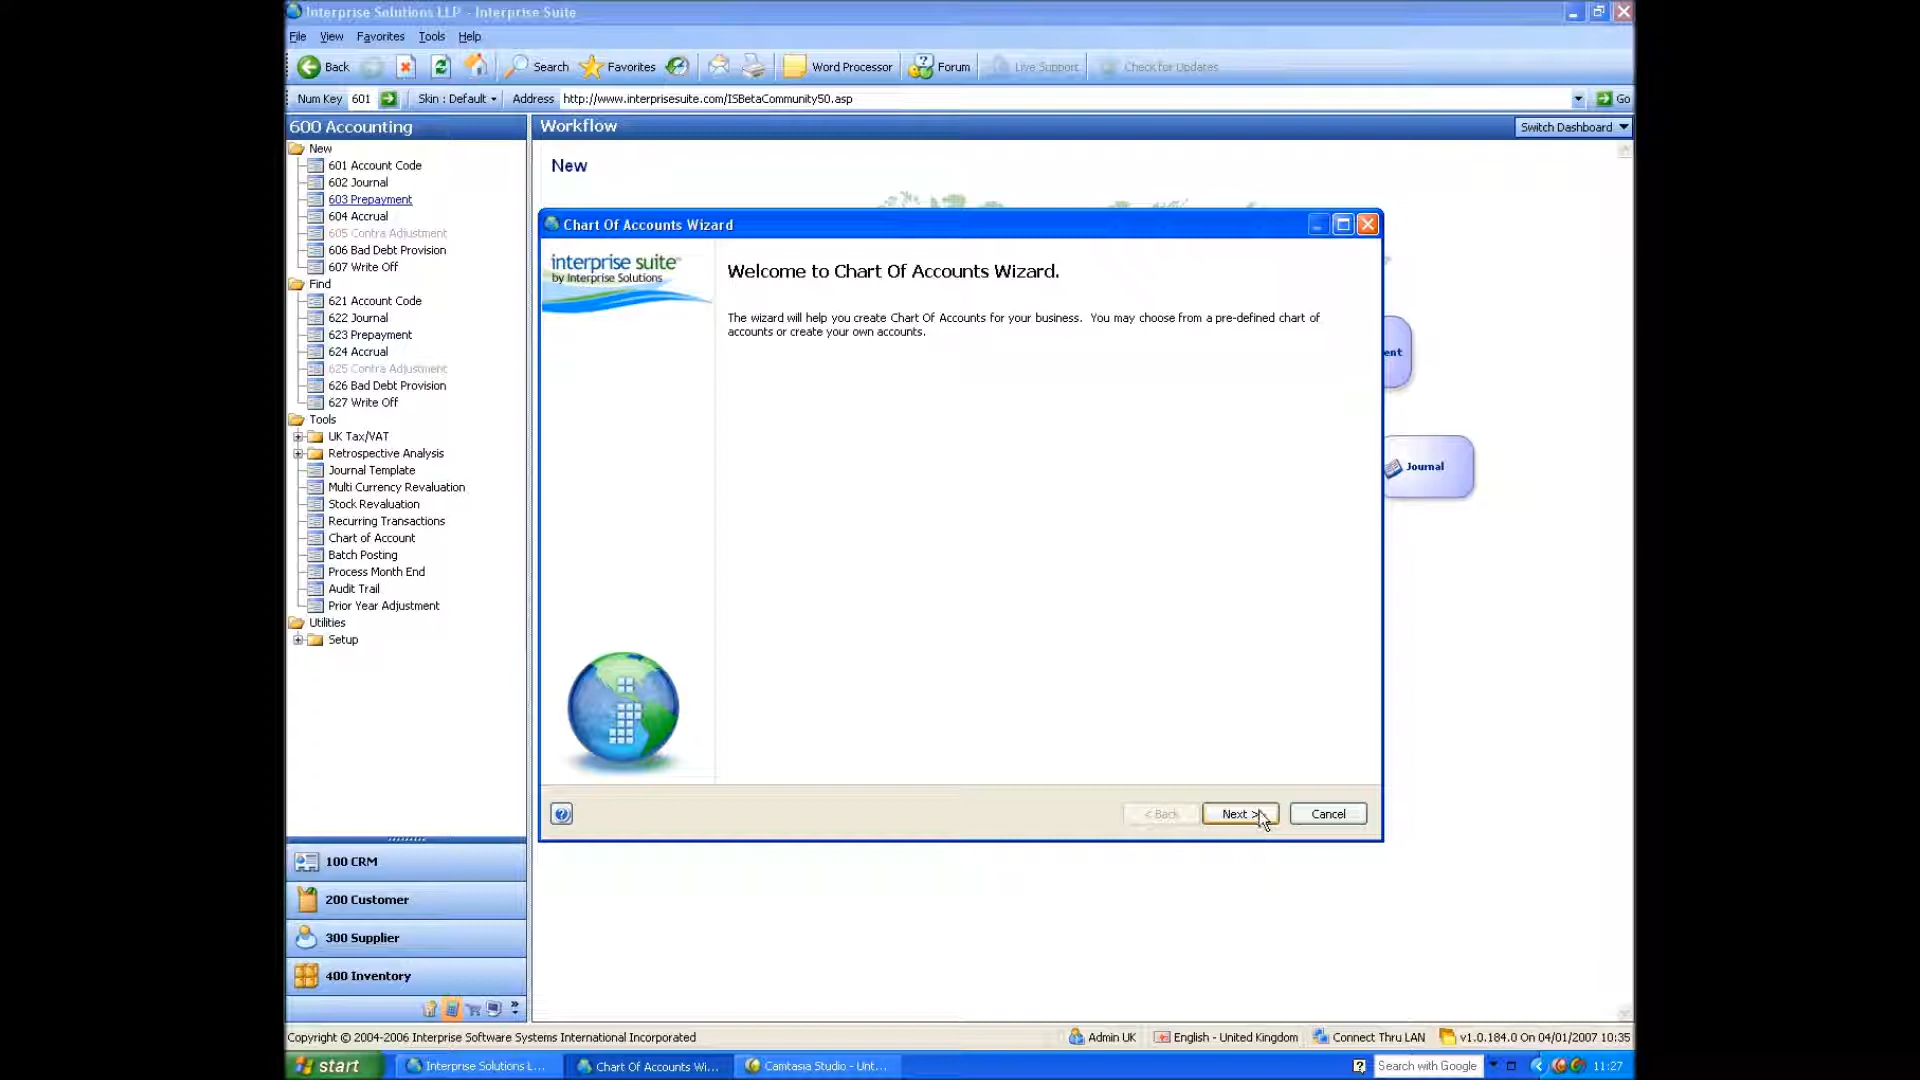 Interprise Solutions LLP - Interprise Suite
File View Favorites Tools Help
Back Search Favorites Word Processor Forum Live Support Check for Updates
Num Key 601 Skin : Default Address http://www.interprisesuite.com/ISBetaCommunity50.asp Go
600 Accounting
New
601 Account Code
602 Journal
603 Prepayment
604 Accrual
605 Contra Adjustment
606 Bad Debt Provision
607 Write Off
Find
621 Account Code
622 Journal
623 Prepayment
624 Accrual
625 Contra Adjustment
626 Bad Debt Provision
627 Write Off
Tools
UK Tax/VAT
Retrospective Analysis
Journal Template
Multi Currency Revaluation
Stock Revaluation
Recurring Transactions
Chart of Account
Batch Posting
Process Month End
Audit Trail
Prior Year Adjustment
Utilities
Setup
100 CRM
200 Customer
300 Supplier
400 Inventory
Workflow
Switch Dashboard
New
Chart Of Accounts Wizard
interprise suite
by Interprise Solutions
Welcome to Chart Of Accounts Wizard.
The wizard will help you create Chart Of Accounts for your business. You may choose from a pre-defined chart of
accounts or create your own accounts.
ent
Journal
< Back Next > Cancel
Copyright © 2004-2006 Interprise Software Systems International Incorporated
Admin UK English - United Kingdom Connect Thru LAN v1.0.184.0 On 04/01/2007 10:35
start Interprise Solutions L... Chart Of Accounts Wi... Camtasia Studio - Unt... Search with Google 11:27